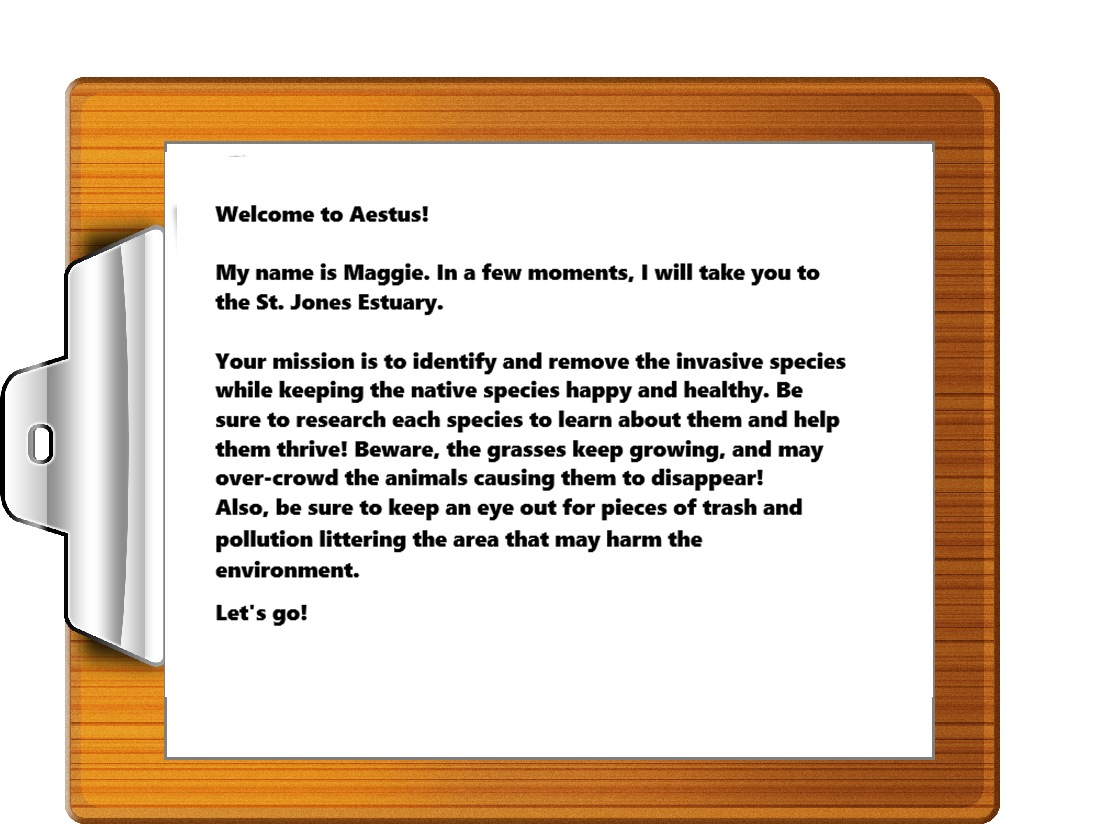 Welcome to Aestus!
My name is Maggie. In a few moments, I will take you to
the St. Jones Estuary.
Your mission is to identify and remove the invasive species
while keeping the native species happy and healthy. Be
sure to research each species to learn about them and help
them thrive! Beware, the grasses keep growing, and may
over-crowd the animals causing them to disappear!
Also, be sure to keep an eye out for pieces of trash and
pollution littering the area that may harm the
environment.
Let's go!